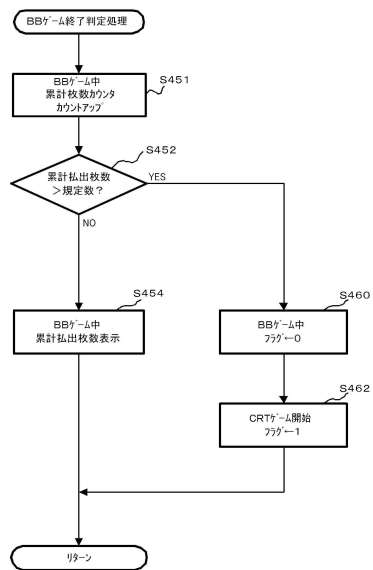 BBｹﾞｰﾑ終了判定処理
S451
BBｹﾞｰﾑ中
累計枚数ｶｳﾝﾀ
ｶｳﾝﾄｱｯﾌﾟ
S452
累計払出枚数
＞規定数？
YES
NO
S454
BBｹﾞｰﾑ中
累計払出枚数表示
S460
BBｹﾞｰﾑ中
ﾌﾗｸﾞ←0
S462
CRTｹﾞｰﾑ開始
ﾌﾗｸﾞ←1
ﾘﾀｰﾝ